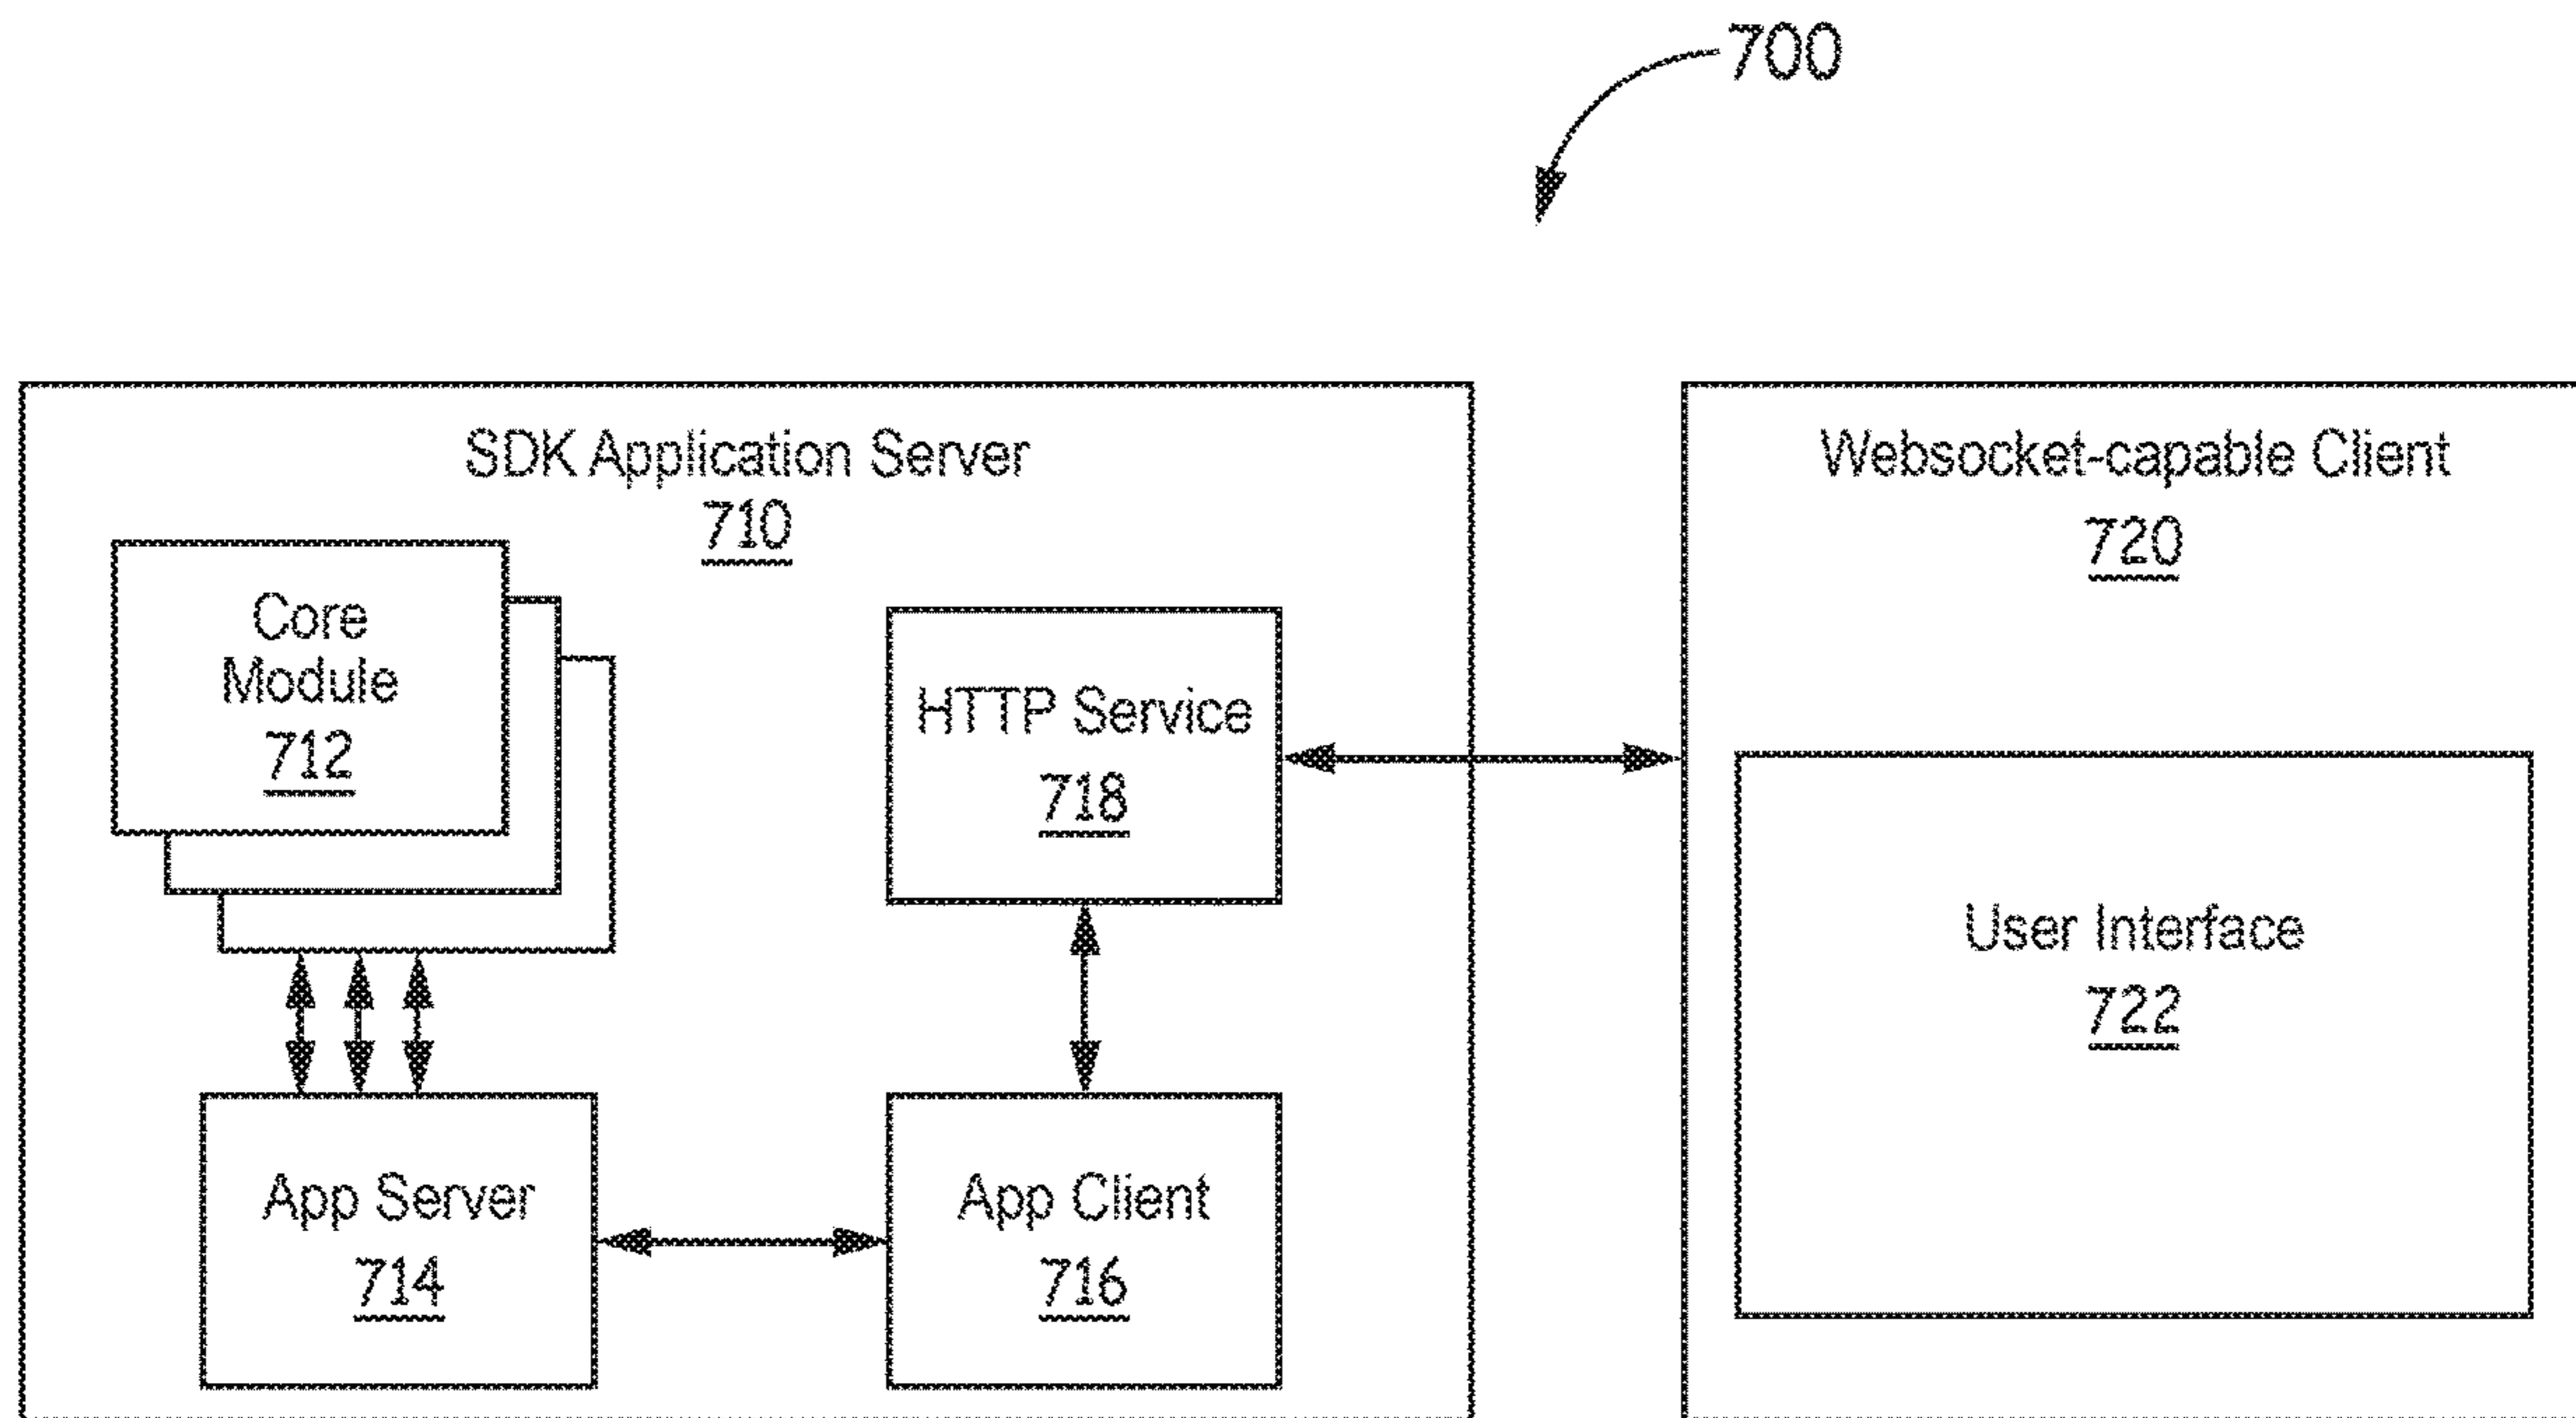 700
SDK Application Server
710
Core
Module
712
HTTP Service
718
App Server
714
App Client
716
Websocket-capable Client
720
User Interface
722